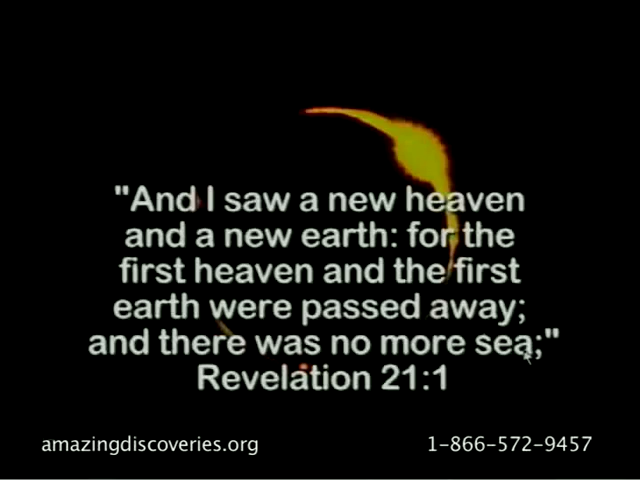 "And I saw a new heaven
and a new earth: for the
first heaven and the first
earth were passed away;
and there was no more sea;"
Revelation 21:1
amazingdiscoveries.org
1-866-572-9457